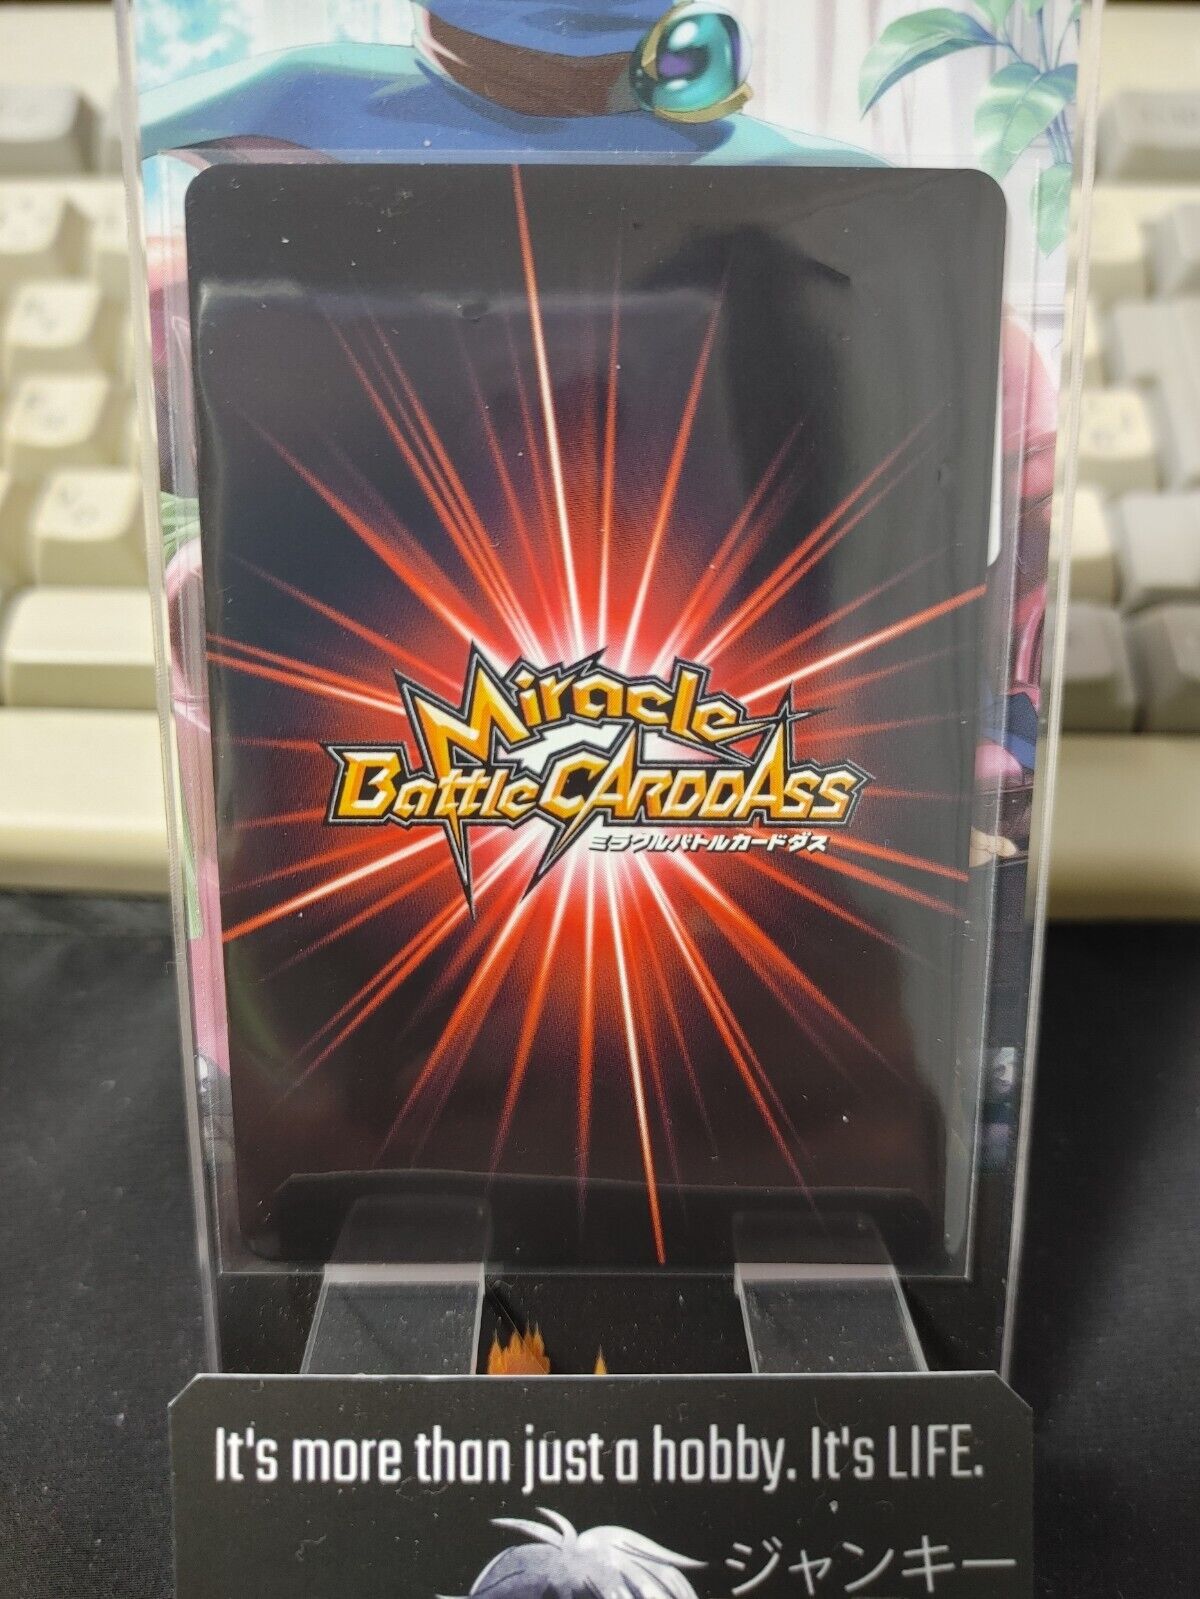 Miracle
Battle CARDDASS
ミラクルバトルカードダス
It's more than just a hobby. It's LIFE.
ジャンキー